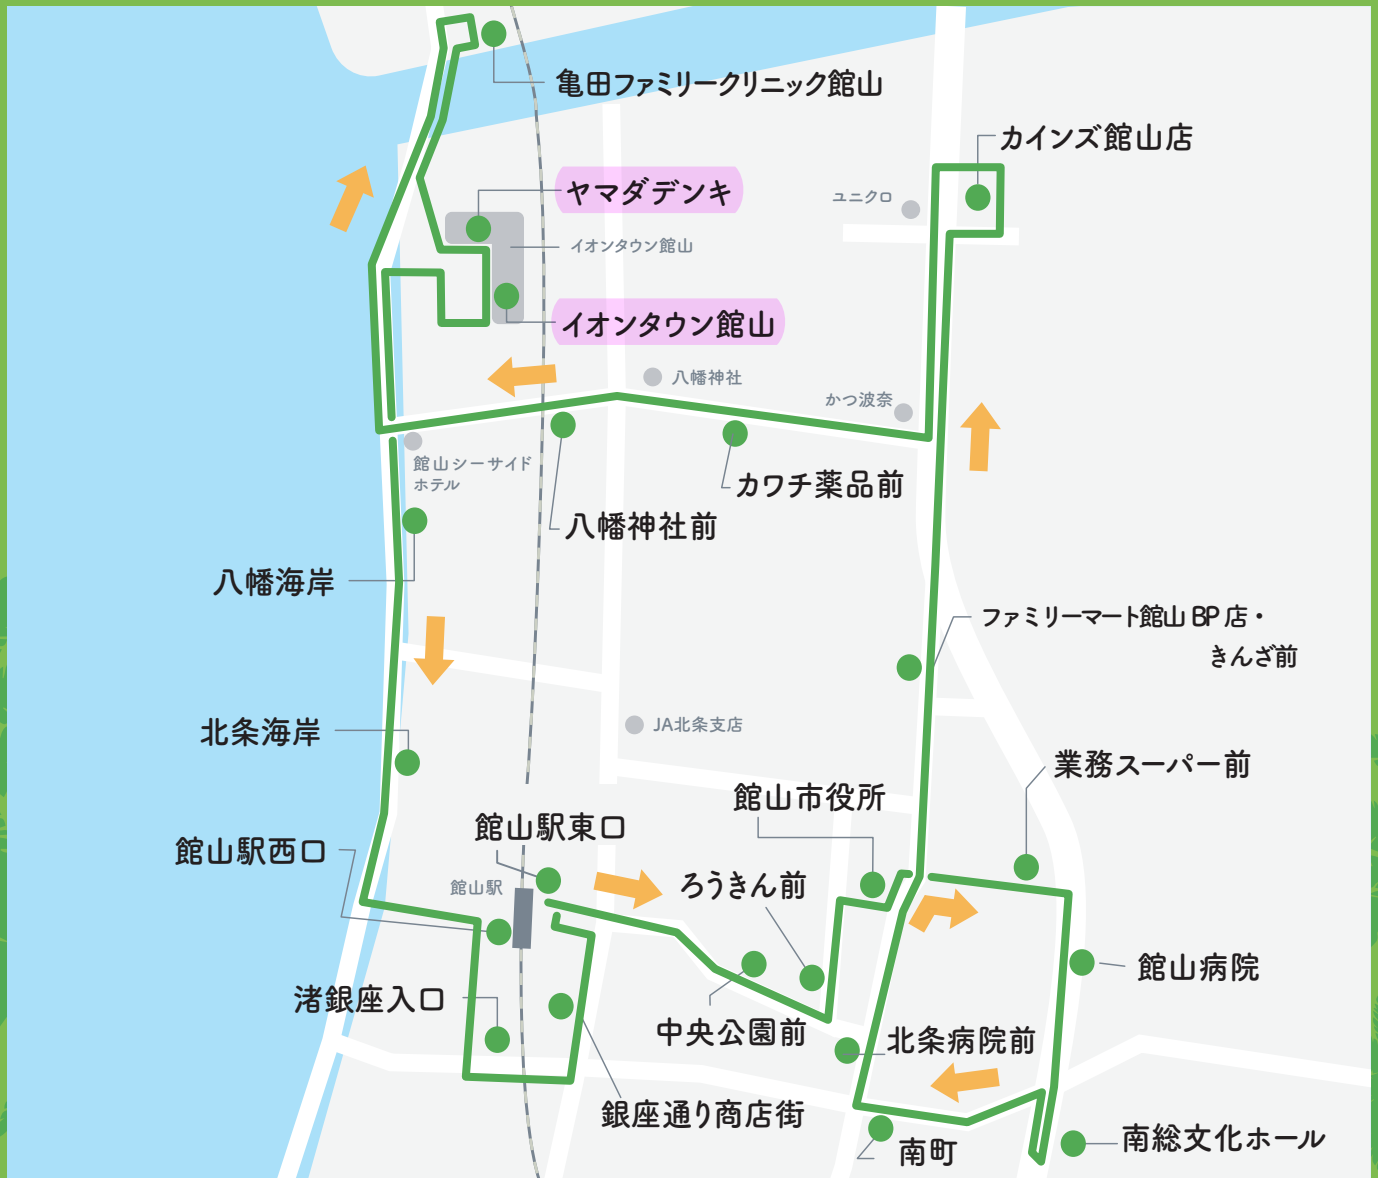 亀田ファミリークリニック館山
カインズ館山店
ヤマダデンキ
ユニクロ
イオンタウン館山
イオンタウン館山
八幡神社
かつ波奈
館山シーサイド
ホテル
カワチ薬品前
八幡神社前
八幡海岸
ファミリーマート館山 BP 店・
きんざ前
北条海岸
JA北条支店
業務スーパー前
館山市役所
館山駅東口
館山駅西口
館山駅
ろうきん前
館山病院
渚銀座入口
中央公園前
北条病院前
銀座通り商店街
南町
南総文化ホール